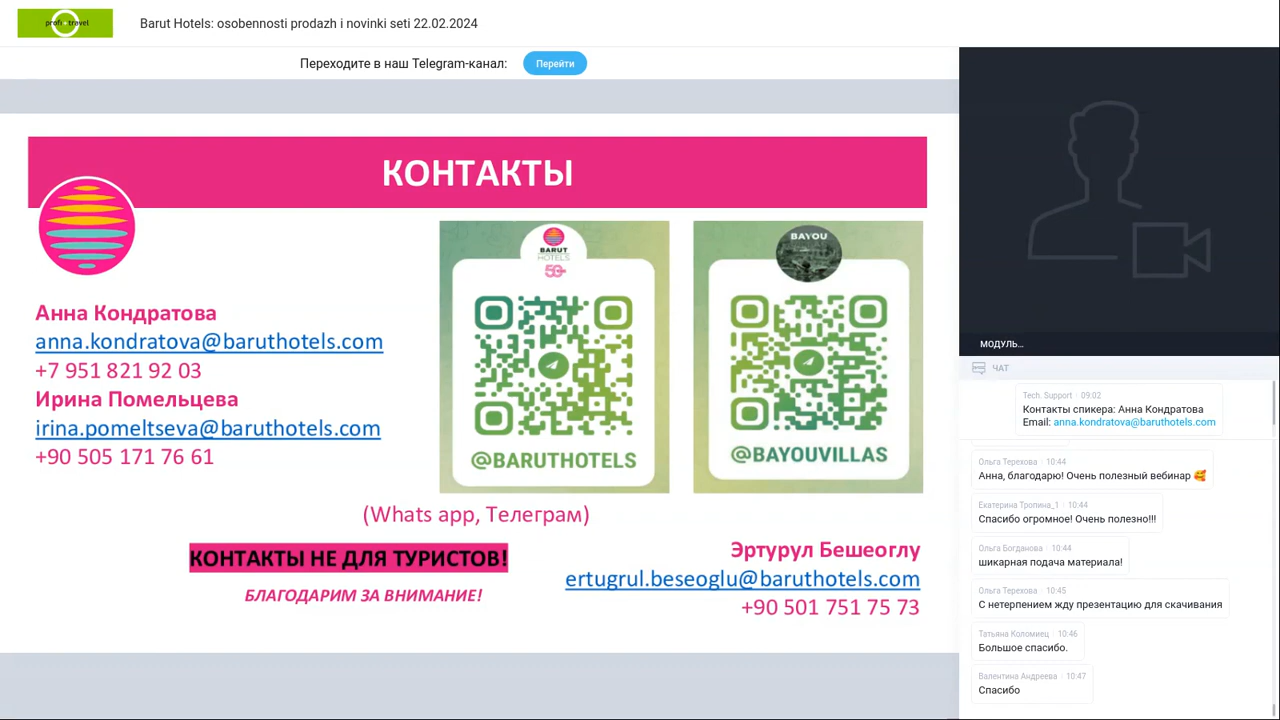 profi travel
Barut Hotels: osobennosti prodazh i novinki seti 22.02.2024
Переходите в наш Telegram-канал:
Перейти
КОНТАКТЫ
Анна Кондратова
anna.kondratova@baruthotels.com
+7 951 821 92 03
Ирина Помельцева
irina.pomeltseva@baruthotels.com
+90 505 171 76 61
BARUT
HOTELS
50
@BARUTHOTELS
BAYOU
@BAYOUVILLAS
(Whats app, Телеграм)
КОНТАКТЫ НЕ ДЛЯ ТУРИСТОВ!
БЛАГОДАРИМ ЗА ВНИМАНИЕ!
Эртурул Бешеоглу
ertugrul.beseoglu@baruthotels.com
+90 501 751 75 73
МОДУЛЬ...
ЧАТ
Tech. Support · 09:02
Контакты спикера: Анна Кондратова
Email: anna.kondratova@baruthotels.com
Ольга Терехова · 10:44
Анна, благодарю! Очень полезный вебинар 🥰
Екатерина Тропина_1 · 10:44
Спасибо огромное! Очень полезно!!!
Ольга Богданова · 10:44
шикарная подача материала!
Ольга Терехова · 10:45
С нетерпением жду презентацию для скачивания
Татьяна Коломиец · 10:46
Большое спасибо.
Валентина Андреева · 10:47
Спасибо